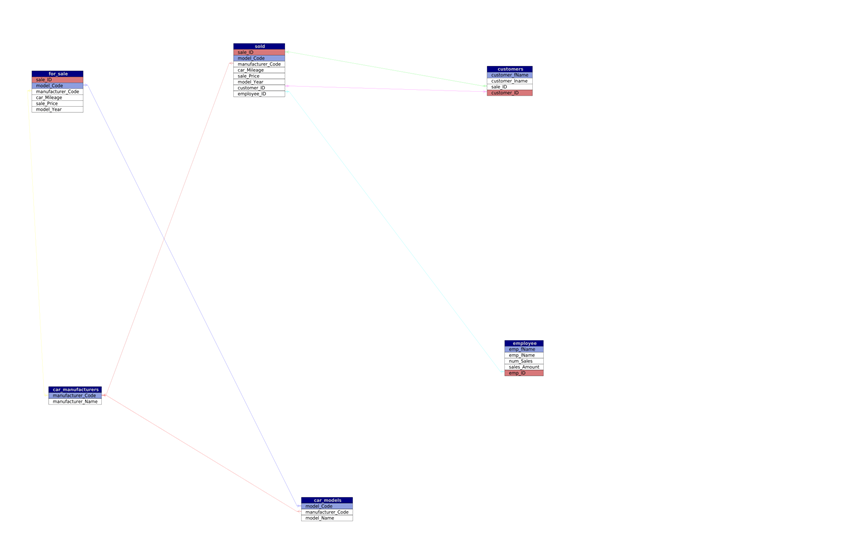 sold
sale_ID
model_Code
manufacturer_Code
car_Mileage
sale_Price
model_Year
customer_ID
employee_ID
for_sale
sale_ID
model_Code
manufacturer_Code
car_Mileage
sale_Price
model_Year
customers
customer_fName
customer_lname
sale_ID
customer_ID
employee
emp_fName
emp_lName
num_Sales
sales_Amount
emp_ID
car_manufacturers
manufacturer_Code
manufacturer_Name
car_models
model_Code
manufacturer_Code
model_Name